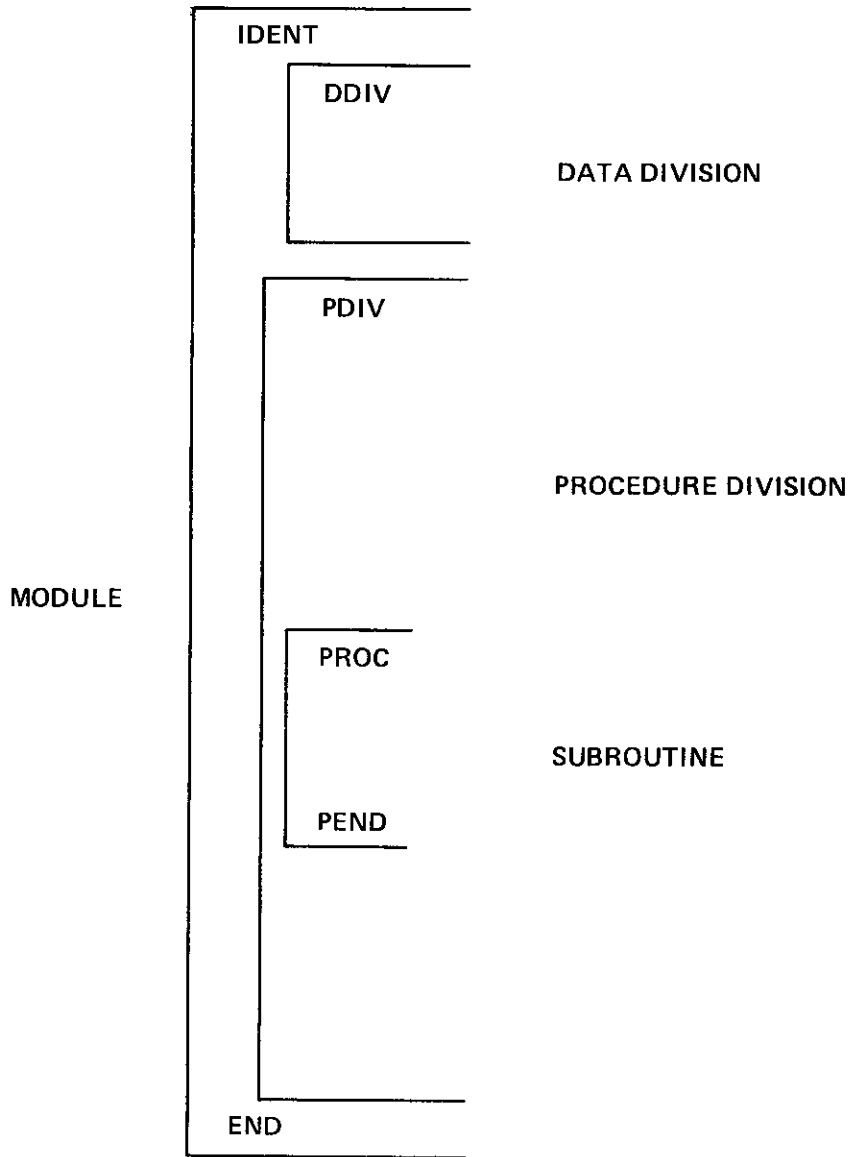 IDENT
DDIV
DATA DIVISION
PDIV
PROCEDURE DIVISION
MODULE
PROC
SUBROUTINE
PEND
END